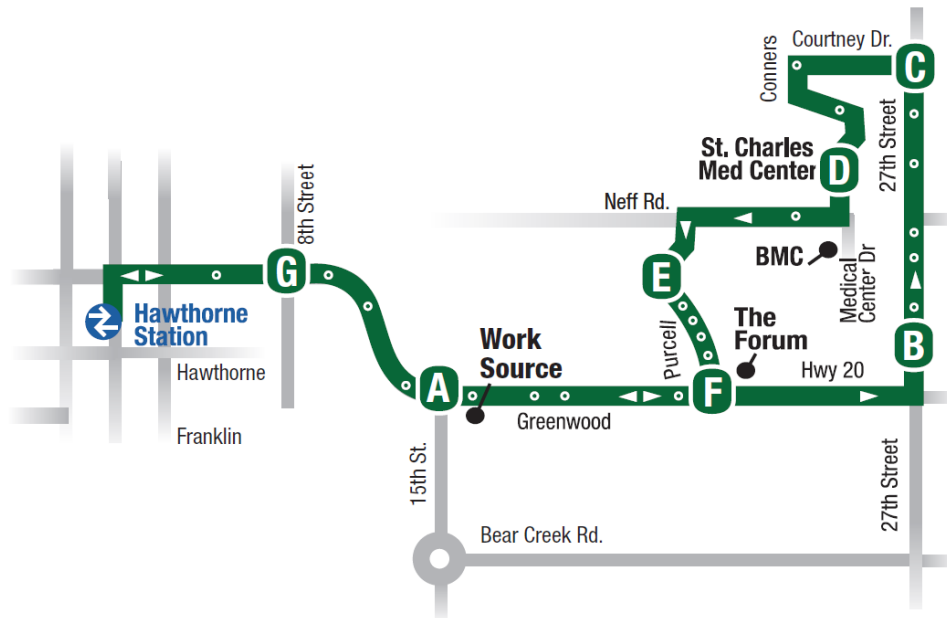 Courtney Dr.
C
Conners
27th Street
St. Charles
Med Center
D
Neff Rd.
8th Street
BMC
Medical
Center Dr
G
E
Hawthorne
Station
The
Forum
B
Work
Source
Purcell
Hwy 20
Hawthorne
A
F
Greenwood
Franklin
15th St.
27th Street
Bear Creek Rd.